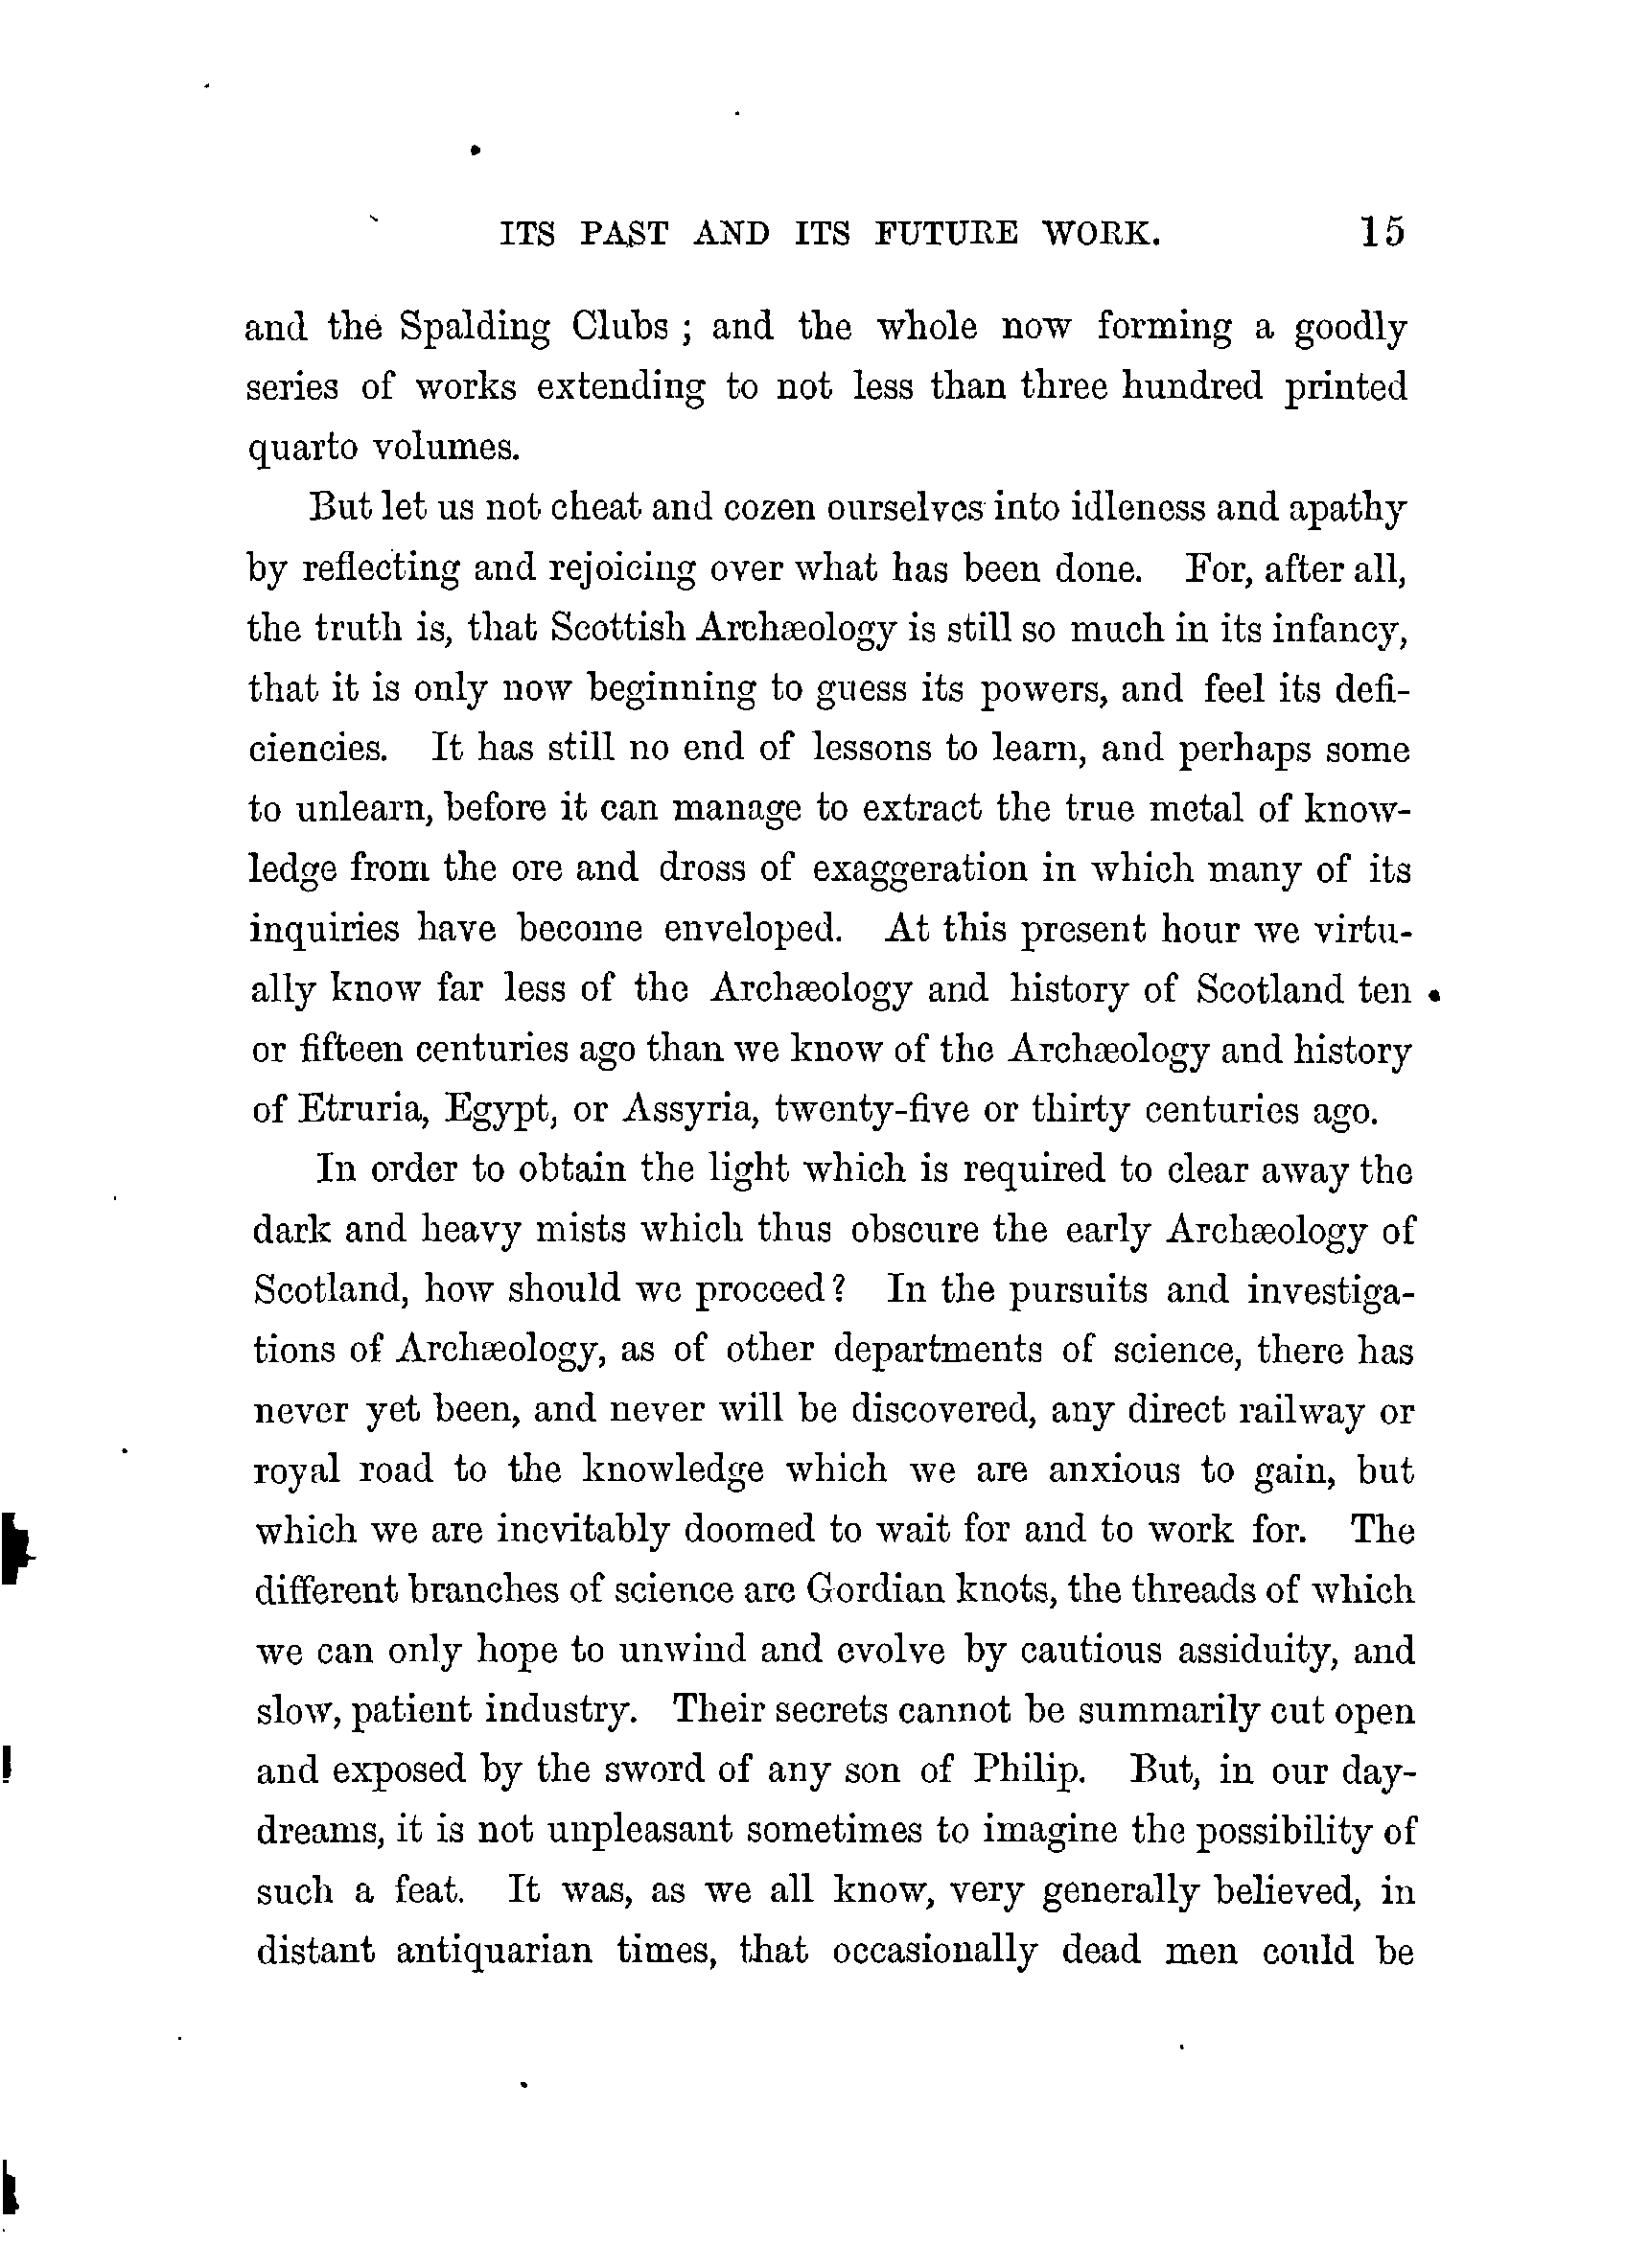 ITS PAST AND ITS FUTURE WORK. 15
and the Spalding Clubs ; and the whole now forming a goodly
series of works extending to not less than three hundred printed
quarto volumes.
But let us not cheat and cozen ourselves into idleness and apathy
by reflecting and rejoicing over what has been done. For, after all,
the truth is, that Scottish Archæology is still so much in its infancy,
that it is only now beginning to guess its powers, and feel its defi-
ciencies. It has still no end of lessons to learn, and perhaps some
to unlearn, before it can manage to extract the true metal of know-
ledge from the ore and dross of exaggeration in which many of its
inquiries have become enveloped. At this present hour we virtu-
ally know far less of the Archæology and history of Scotland ten
or fifteen centuries ago than we know of the Archæology and history
of Etruria, Egypt, or Assyria, twenty-five or thirty centuries ago.
In order to obtain the light which is required to clear away the
dark and heavy mists which thus obscure the early Archæology of
Scotland, how should we proceed? In the pursuits and investiga-
tions of Archæology, as of other departments of science, there has
never yet been, and never will be discovered, any direct railway or
royal road to the knowledge which we are anxious to gain, but
which we are inevitably doomed to wait for and to work for. The
different branches of science are Gordian knots, the threads of which
we can only hope to unwind and evolve by cautious assiduity, and
slow, patient industry. Their secrets cannot be summarily cut open
and exposed by the sword of any son of Philip. But, in our day-
dreams, it is not unpleasant sometimes to imagine the possibility of
such a feat. It was, as we all know, very generally believed, in
distant antiquarian times, that occasionally dead men could be